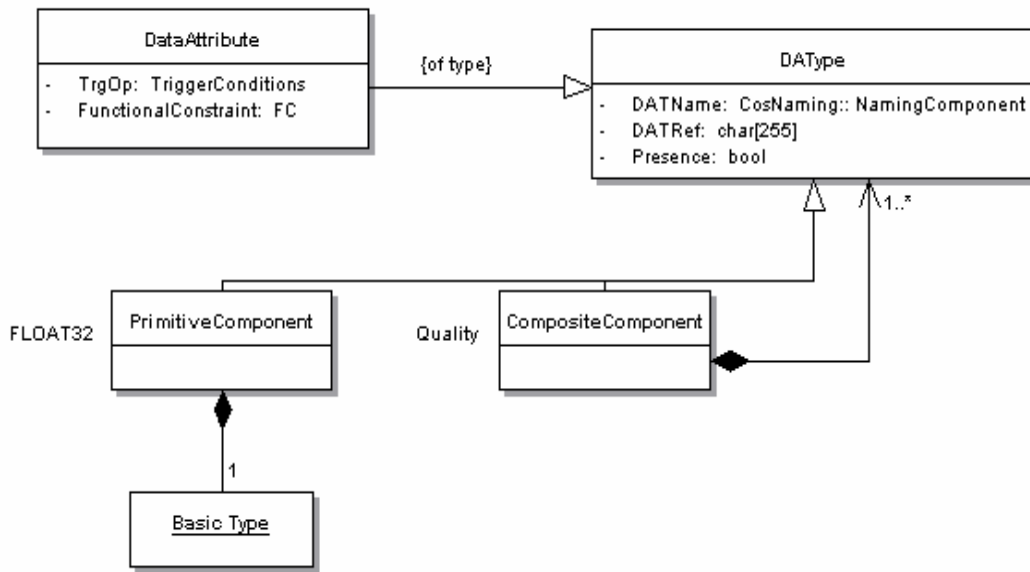 DataAttribute
- TrgOp: TriggerConditions
- FunctionalConstraint: FC
{of type}
DAType
- DATName: CosNaming:: NamingComponent
- DATRef: char[255]
- Presence: bool
1..*
FLOAT32
PrimitiveComponent
Quality
CompositeComponent
1
Basic Type